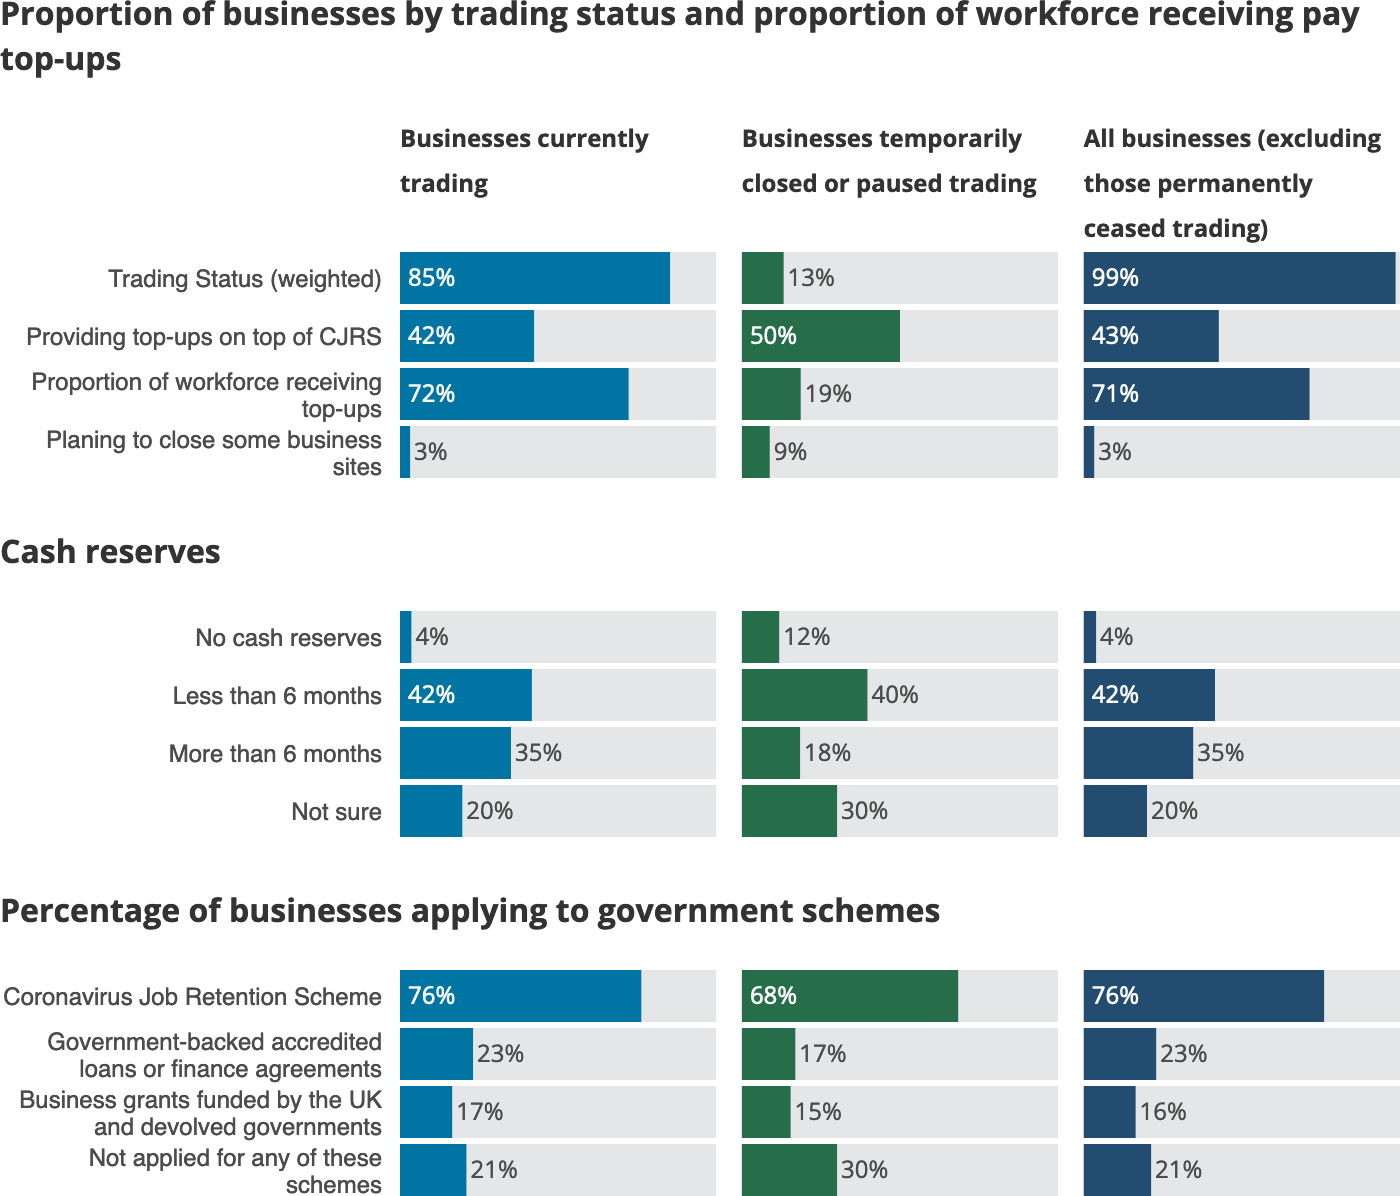 Proportion of businesses by trading status and proportion of workforce receiving pay
top-ups
Businesses currently
trading
Businesses temporarily
closed or paused trading
All businesses (excluding
those permanently
ceased trading)
Trading Status (weighted) 85% 13% 99%
Providing top-ups on top of CJRS 42% 50% 43%
Proportion of workforce receiving
top-ups 72% 19% 71%
Planing to close some business
sites 3% 9% 3%
Cash reserves
No cash reserves 4% 12% 4%
Less than 6 months 42% 40% 42%
More than 6 months 35% 18% 35%
Not sure 20% 30% 20%
Percentage of businesses applying to government schemes
Coronavirus Job Retention Scheme 76% 68% 76%
Government-backed accredited
loans or finance agreements 23% 17% 23%
Business grants funded by the UK
and devolved governments 17% 15% 16%
Not applied for any of these
schemes 21% 30% 21%